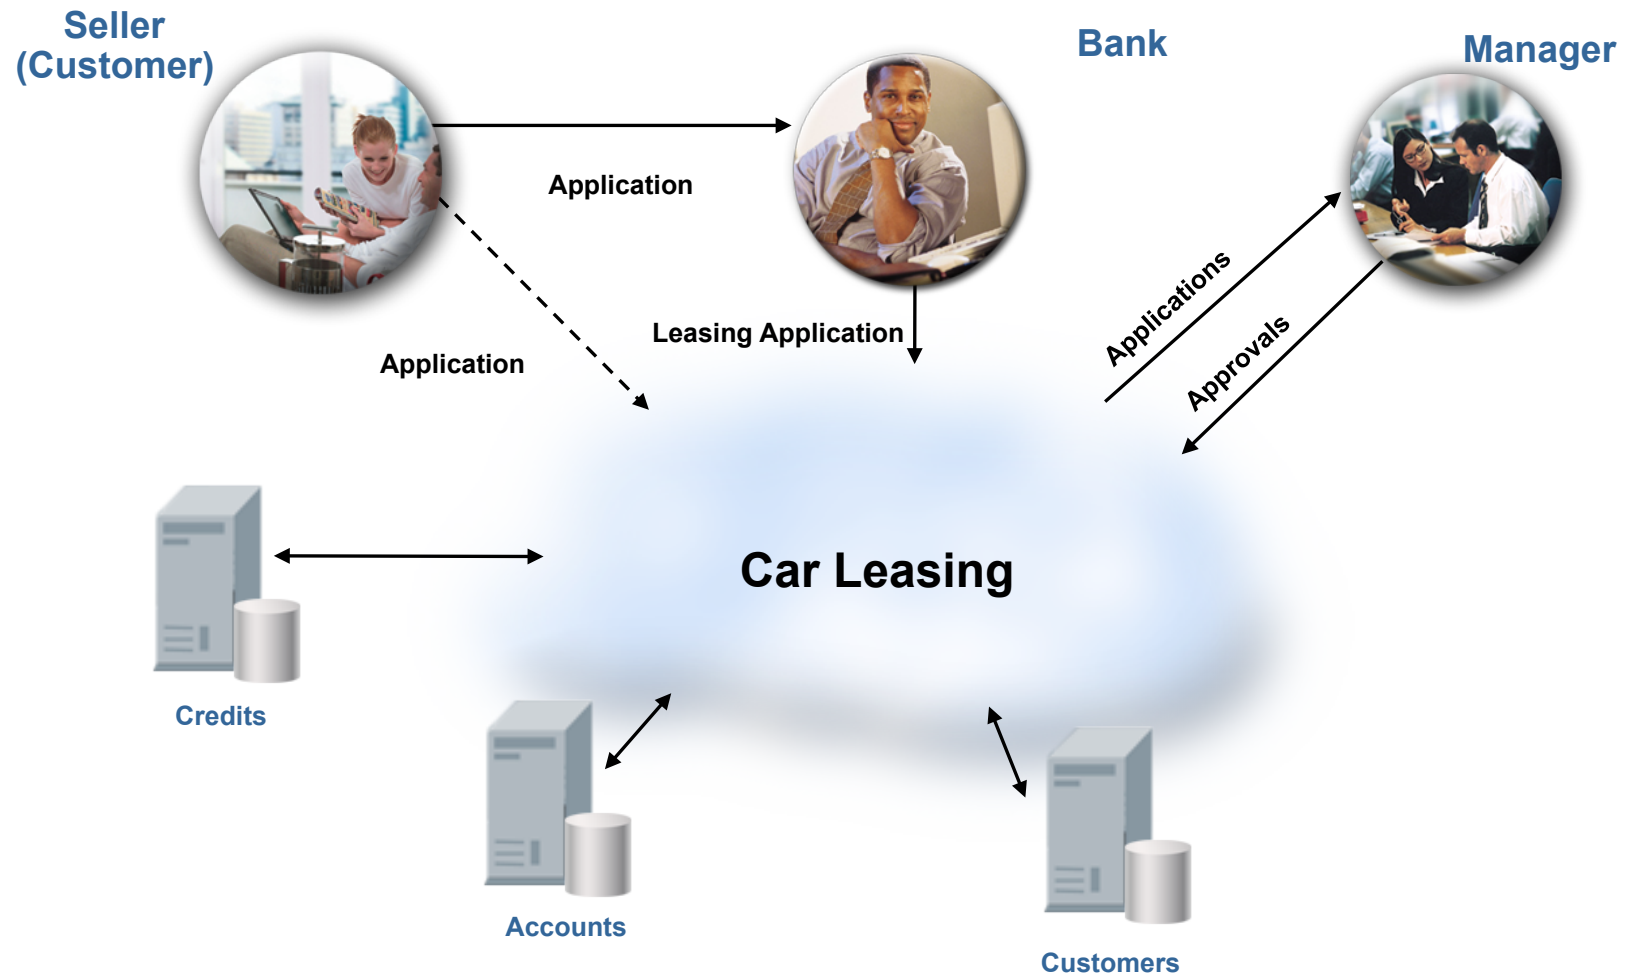 Seller
(Customer)
Bank
Manager
Application
Leasing Application
Application
Applications
Approvals
Car Leasing
Credits
Accounts
Customers